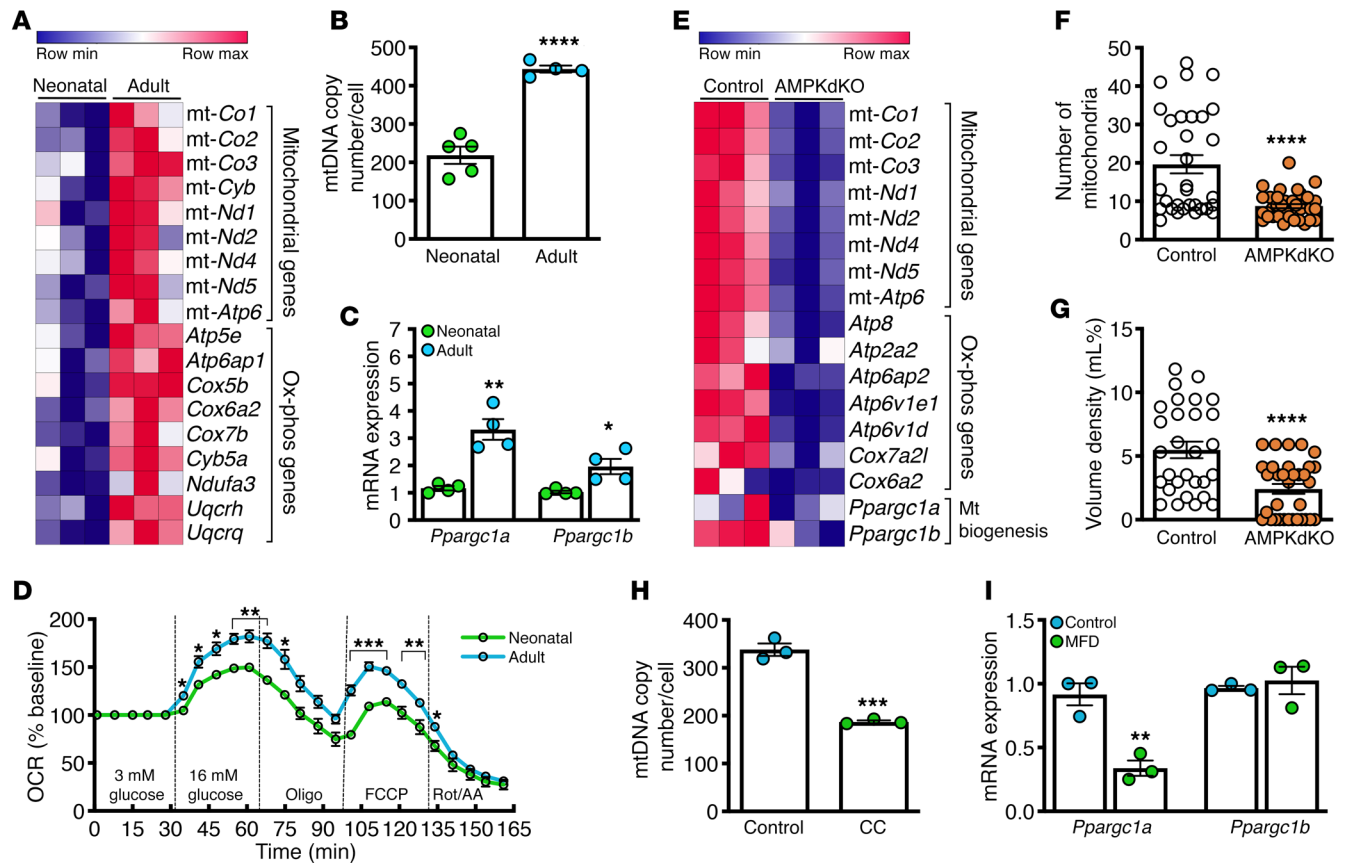 A
Row min Row max
Neonatal Adult
mt-Co1
mt-Co2
mt-Co3
mt-Cyb
mt-Nd1
mt-Nd2
mt-Nd4
mt-Nd5
mt-Atp6
Atp5e
Atp6ap1
Cox5b
Cox6a2
Cox7b
Cyb5a
Ndufa3
Uqcrh
Uqcrq
Mitochondrial genes
Ox-phos genes
B
mtDNA copy
number/cell
500
400
300
200
100
0
****
Neonatal Adult
C
mRNA expression
7
6
5
4
3
2
1
0
Neonatal
Adult
**
*
Ppargc1a Ppargc1b
E
Row min Row max
Control AMPKdKO
mt-Co1
mt-Co2
mt-Co3
mt-Nd1
mt-Nd2
mt-Nd4
mt-Nd5
mt-Atp6
Atp8
Atp2a2
Atp6ap2
Atp6v1e1
Atp6v1d
Cox7a2l
Cox6a2
Ppargc1a
Ppargc1b
Mitochondrial genes
Ox-phos genes
Mt
biogenesis
F
Number of
mitochondria
50
40
30
20
10
0
****
Control AMPKdKO
G
Volume density (mL%)
15
10
5
0
****
Control AMPKdKO
D
OCR (% baseline)
200
150
100
50
0
* * * ** * *** ** *
Neonatal
Adult
3 mM
glucose
16 mM
glucose
Oligo
FCCP
Rot/AA
0 15 30 45 60 75 90 105 120 135 150 165
Time (min)
H
mtDNA copy
number/cell
400
300
200
100
0
***
Control CC
I
mRNA expression
1.5
1.0
0.5
0.0
Control
MFD
**
Ppargc1a Ppargc1b